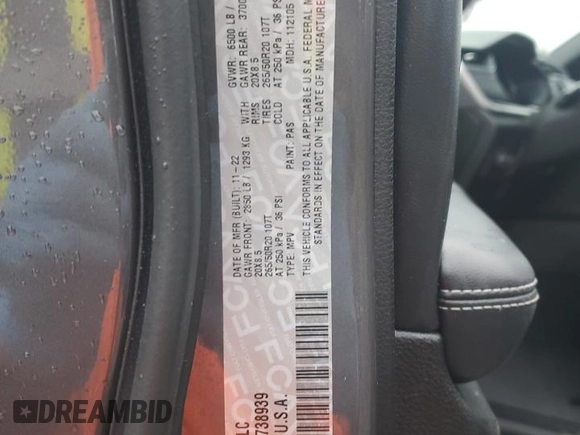 LC
DATE OF MFR (BUILT): 11-22
GVWR: 6500 LB /
GAWR FRONT: 2850 LB / 1293 KG
WITH
GAWR REAR: 3700
20X8.5
RIMS
20X8.5
265/50R20 107T
TIRES
265/50R20 107T
AT 250 kPa / 36 PSI
COLD
AT 250 kPa / 36 PSI
TYPE: MPV
PAINT: PAS
MDH: 112105
738939
THIS VEHICLE CONFORMS TO ALL APPLICABLE U.S.A. FEDERAL M
STANDARDS IN EFFECT ON THE DATE OF MANUFACTURE
U.S.A.
DREAMBID